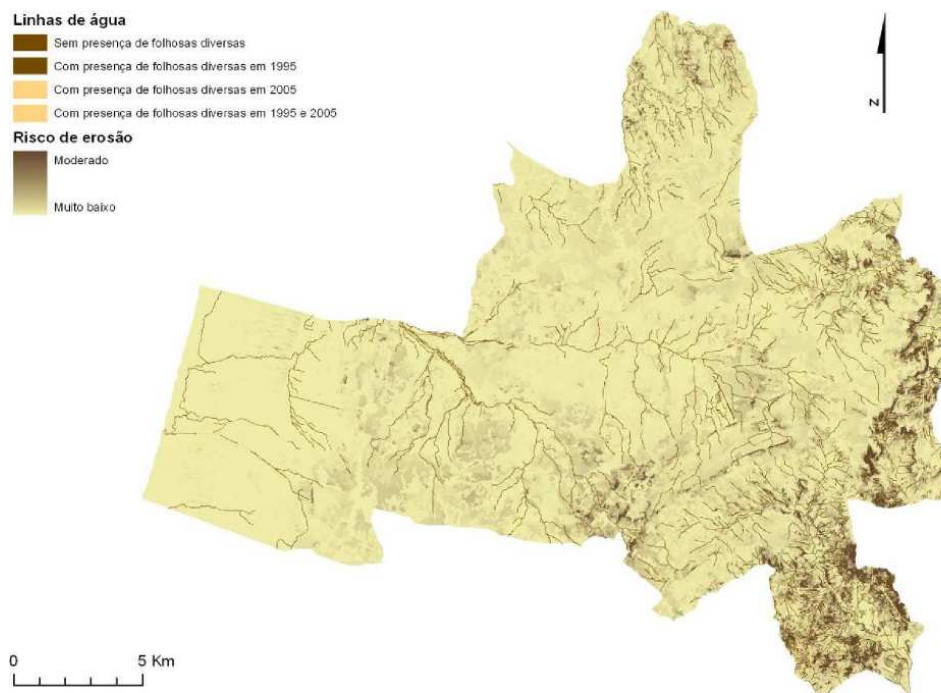 Linhas de água
Sem presença de folhosas diversas
Com presença de folhosas diversas em 1995
Com presença de folhosas diversas em 2005
Com presença de folhosas diversas em 1995 e 2005
Risco de erosão
Moderado
Muito baixo
N
0 5 Km